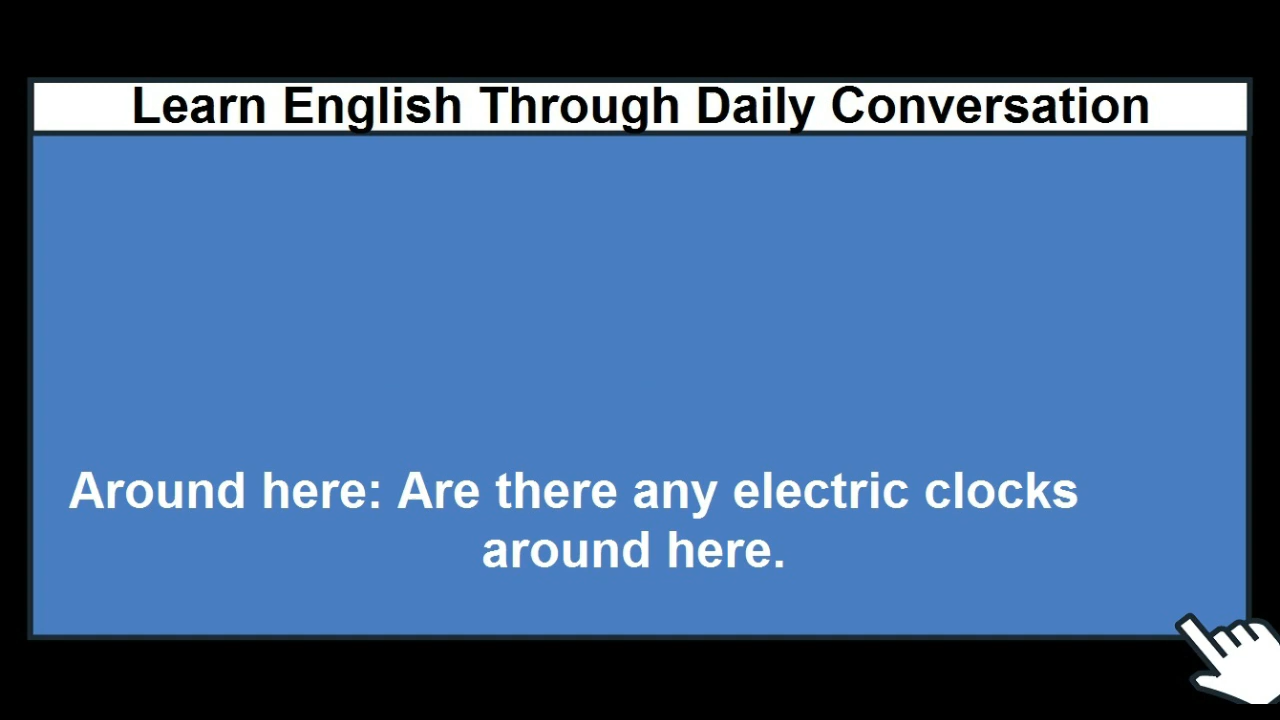 Learn English Through Daily Conversation
Around here: Are there any electric clocks
around here.